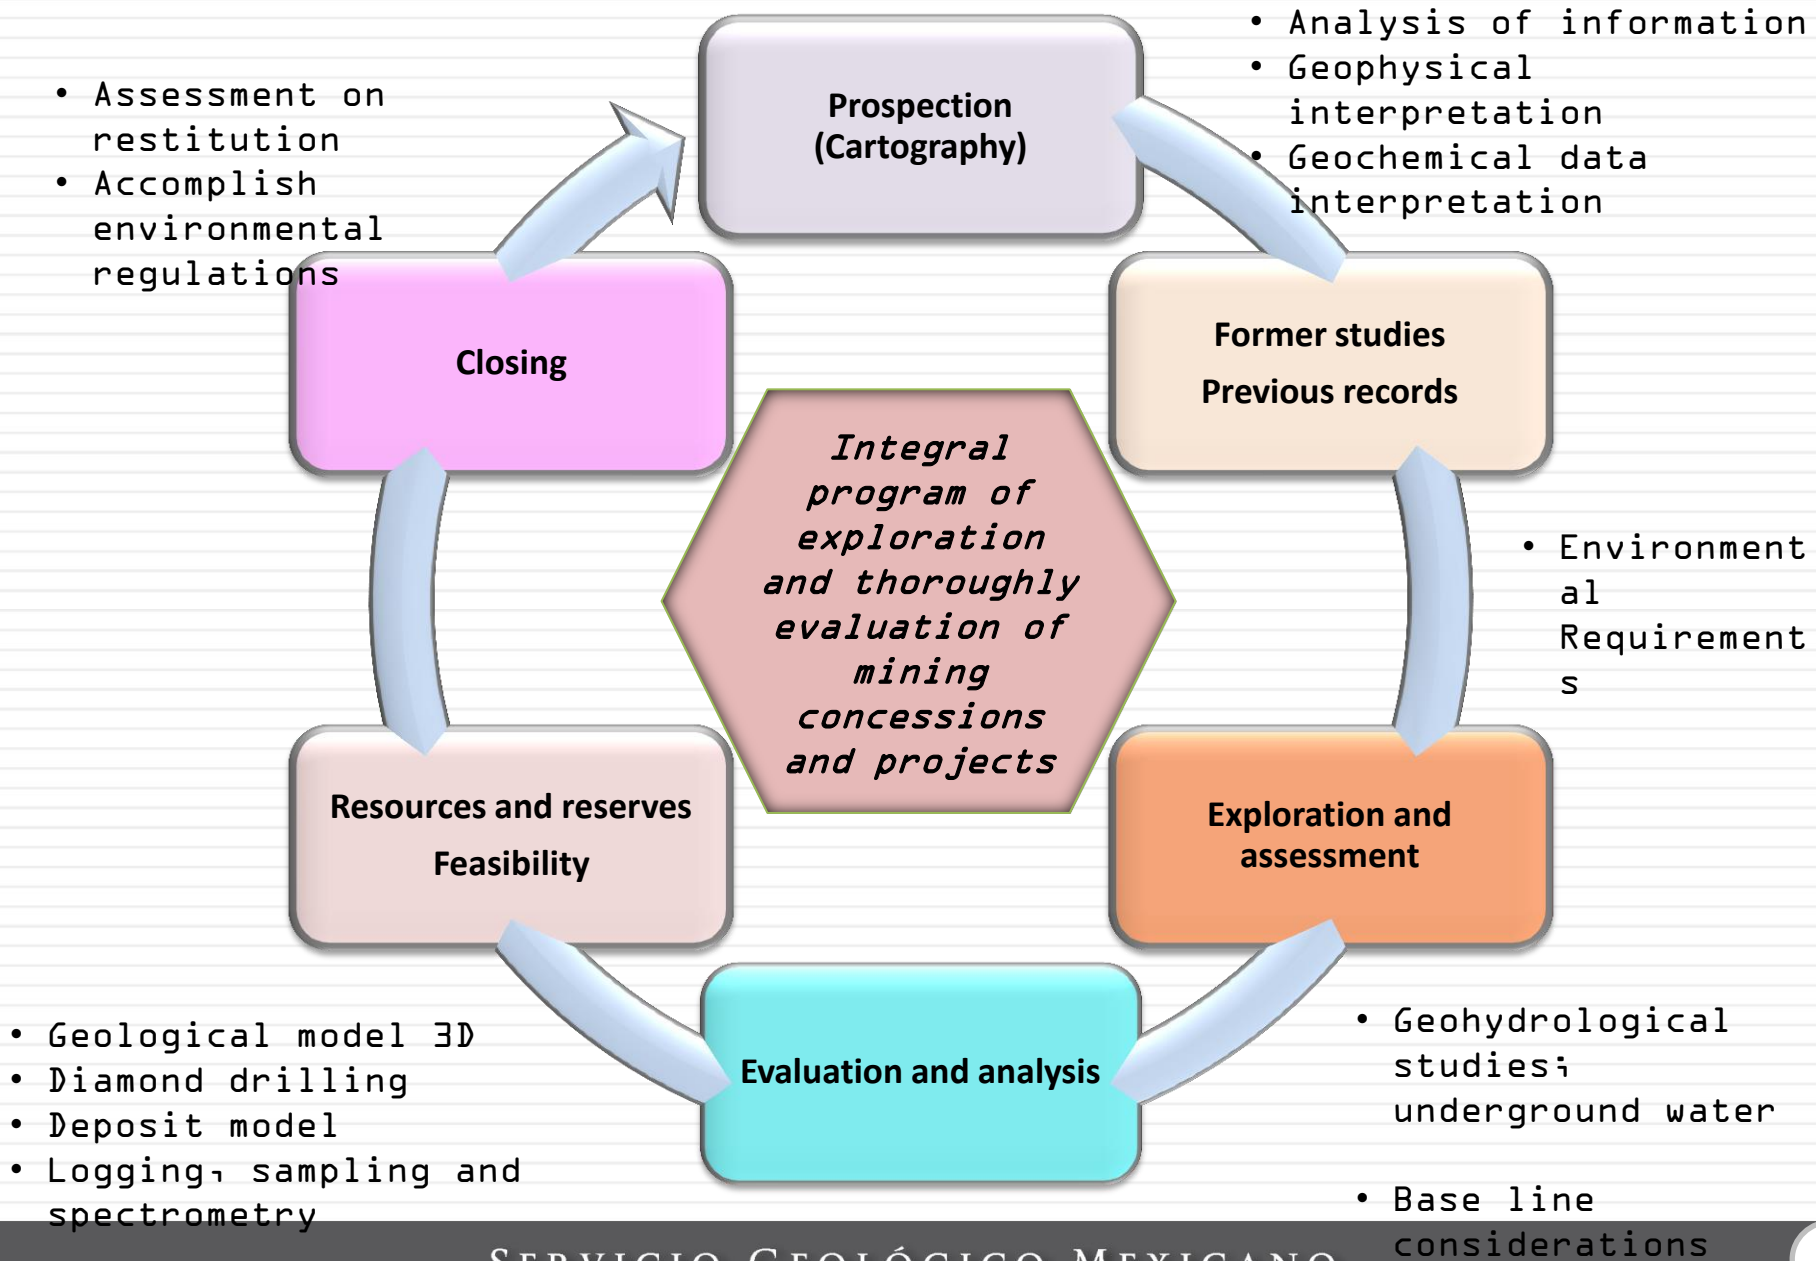 • Analysis of information
• Geophysical
interpretation
• Geochemical data
interpretation
• Assessment on
restitution
• Accomplish
environmental
regulations
Prospection
(Cartography)
Closing
Former studies
Previous records
Integral
program of
exploration
and thoroughly
evaluation of
mining
concessions
and projects
• Environment
al
Requirement
s
Resources and reserves
Feasibility
Exploration and
assessment
Evaluation and analysis
• Geological model 3D
• Diamond drilling
• Deposit model
• Logging, sampling and
spectrometry
• Geohydrological
studies;
underground water
• Base line
considerations
SERVICIO GEOLÓGICO MEXICANO